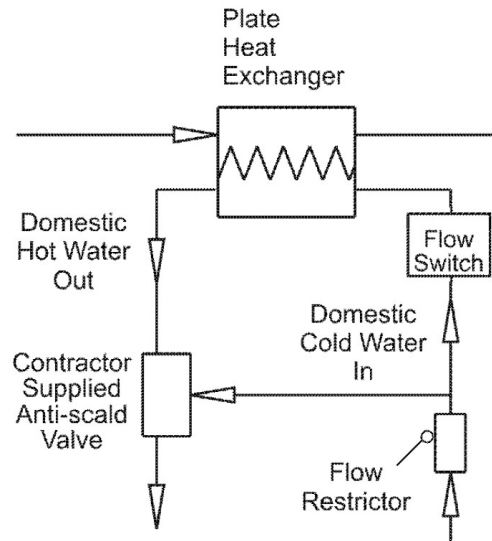 Plate
Heat
Exchanger
Domestic
Hot Water
Out
Flow
Switch
Domestic
Cold Water
In
Contractor
Supplied
Anti-scald
Valve
Flow
Restrictor